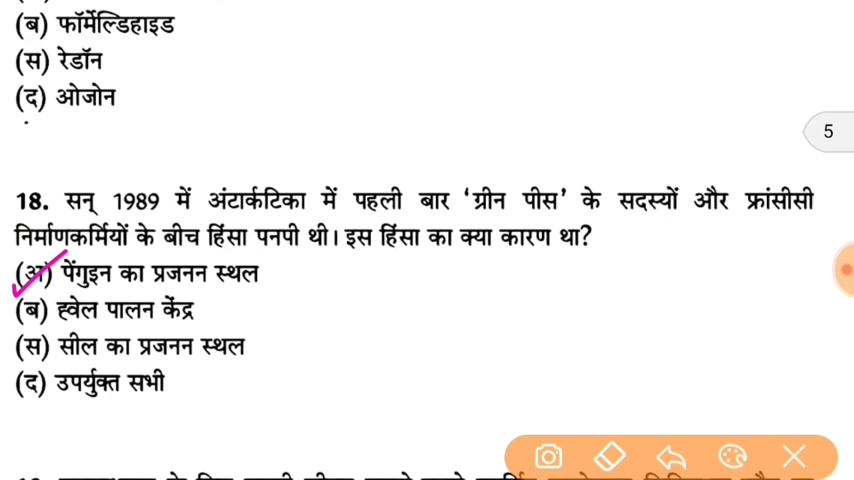 (ब) फॉर्मेल्डिहाइड
(स) रेडॉन
(द) ओजोन
5
18. सन् 1989 में अंटार्कटिका में पहली बार ‘ग्रीन पीस’ के सदस्यों और फ्रांसीसी
निर्माणकर्मियों के बीच हिंसा पनपी थी। इस हिंसा का क्या कारण था?
(अ) पेंगुइन का प्रजनन स्थल
(ब) ह्वेल पालन केंद्र
(स) सील का प्रजनन स्थल
(द) उपर्युक्त सभी